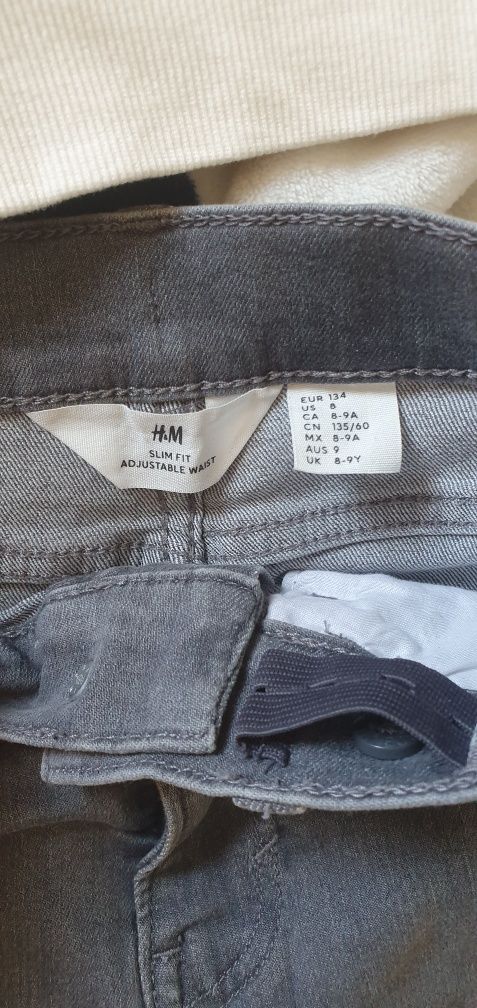 H&M
SLIM FIT
ADJUSTABLE WAIST
EUR 134
US 8
CA 8-9A
CN 135/60
MX 8-9A
AUS 9
UK 8-9Y